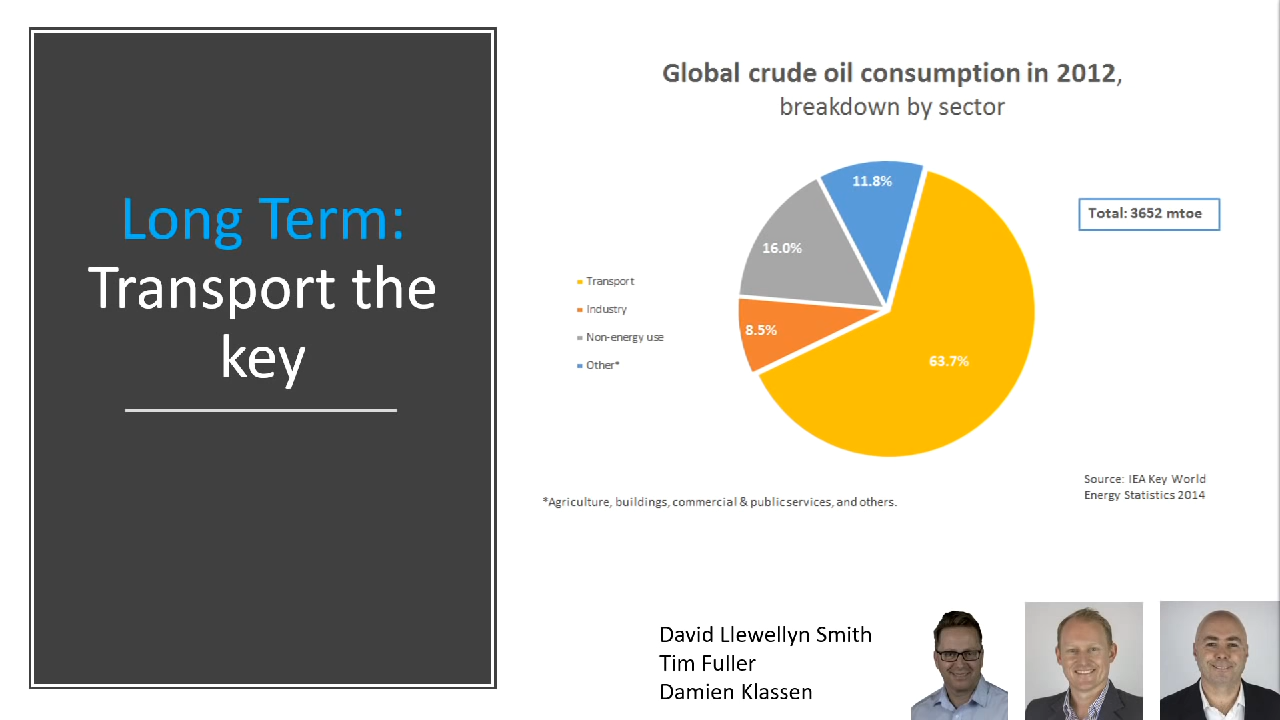 Long Term:
Transport the
key
Global crude oil consumption in 2012,
breakdown by sector
11.8%
Total: 3652 mtoe
16.0%
Transport
Industry
8.5%
Non-energy use
63.7%
Other*
Source: IEA Key World
Energy Statistics 2014
*Agriculture, buildings, commercial & public services, and others.
David Llewellyn Smith
Tim Fuller
Damien Klassen